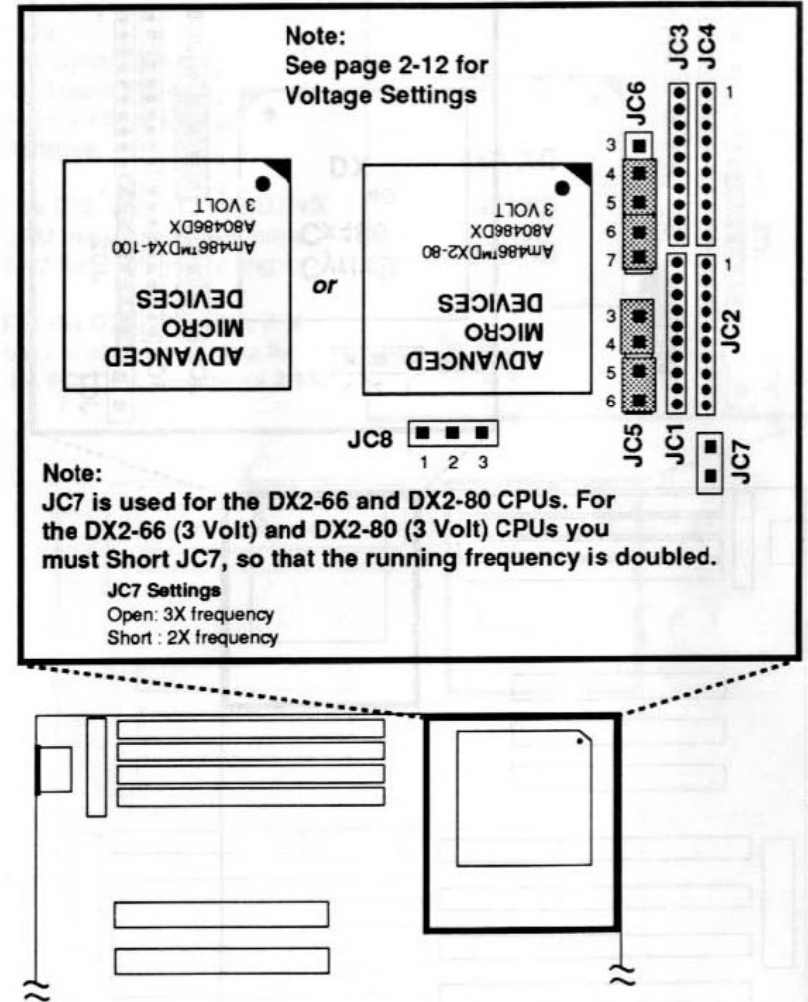 Note:
See page 2-12 for
Voltage Settings
JC3
JC4
JC6
1
3
4
5
6
7
1
3
4
5
6
JC5
JC1
JC2
JC7
ADVANCED
MICRO
DEVICES
Am486™DX4-100
A80486DX
3 VOLT
or
ADVANCED
MICRO
DEVICES
Am486™DX2-80
A80486DX
3 VOLT
JC8
1 2 3
Note:
JC7 is used for the DX2-66 and DX2-80 CPUs. For
the DX2-66 (3 Volt) and DX2-80 (3 Volt) CPUs you
must Short JC7, so that the running frequency is doubled.
JC7 Settings
Open: 3X frequency
Short : 2X frequency